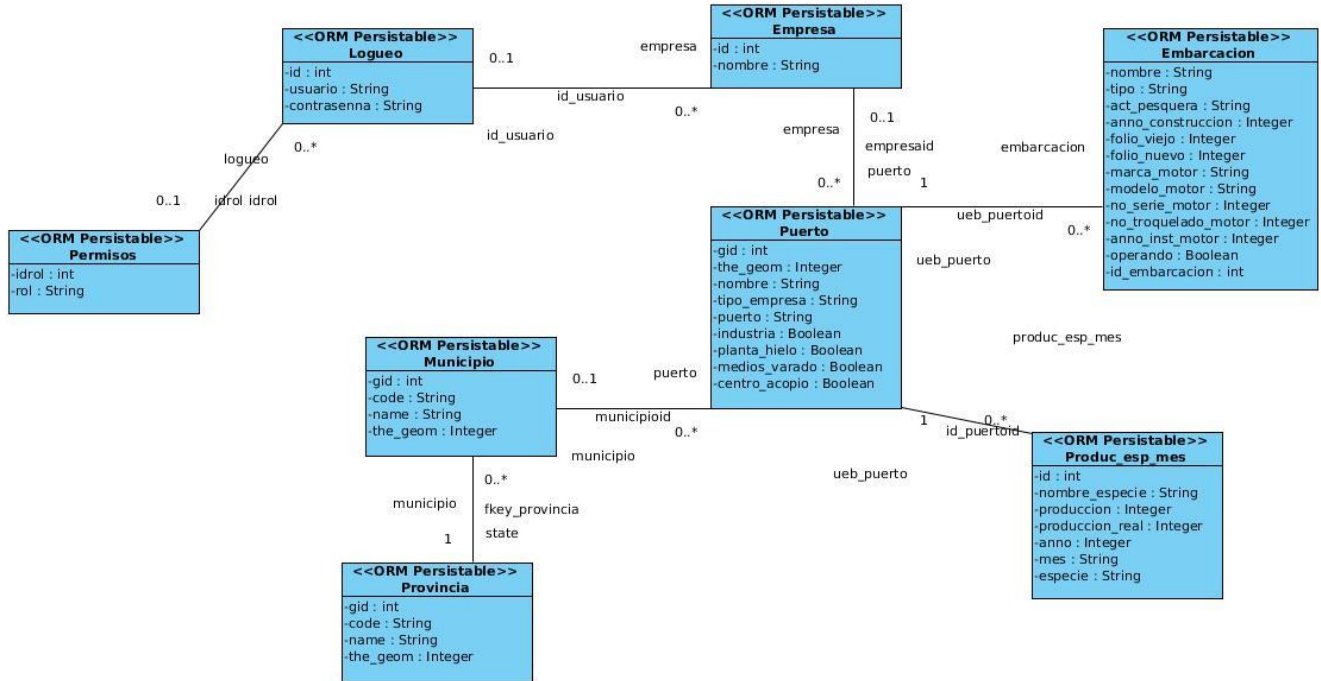 <<ORM Persistable>>
Logueo
-id : int
-usuario : String
-contrasenna : String
0..1
empresa
id_usuario
0..*
id_usuario
<<ORM Persistable>>
Empresa
-id : int
-nombre : String
<<ORM Persistable>>
Embarcacion
-nombre : String
-tipo : String
-act_pesquera : String
-anno_construccion : Integer
-folio_viejo : Integer
-folio_nuevo : Integer
-marca_motor : String
-modelo_motor : String
-no_serie_motor : Integer
-no_troquelado_motor : Integer
-anno_inst_motor : Integer
-operando : Boolean
-id_embarcacion : int
0..*
logueo
0..1
idrol idrol
<<ORM Persistable>>
Permisos
-idrol : int
-rol : String
0..1
empresa
empresaid
embarcacion
puerto
0..*
1
ueb_puertoid
0..*
ueb_puerto
<<ORM Persistable>>
Puerto
-gid : int
-the_geom : Integer
-nombre : String
-tipo_empresa : String
-puerto : String
-industria : Boolean
-planta_hielo : Boolean
-medios_varado : Boolean
-centro_acopio : Boolean
<<ORM Persistable>>
Municipio
-gid : int
-code : String
-name : String
-the_geom : Integer
0..1
puerto
municipioid
0..*
municipio
produc_esp_mes
1
0..*
id_puertoid
ueb_puerto
<<ORM Persistable>>
Produc_esp_mes
-id : int
-nombre_especie : String
-produccion : Integer
-produccion_real : Integer
-anno : Integer
-mes : String
-especie : String
0..*
municipio
fkey_provincia
1
state
<<ORM Persistable>>
Provincia
-gid : int
-code : String
-name : String
-the_geom : Integer